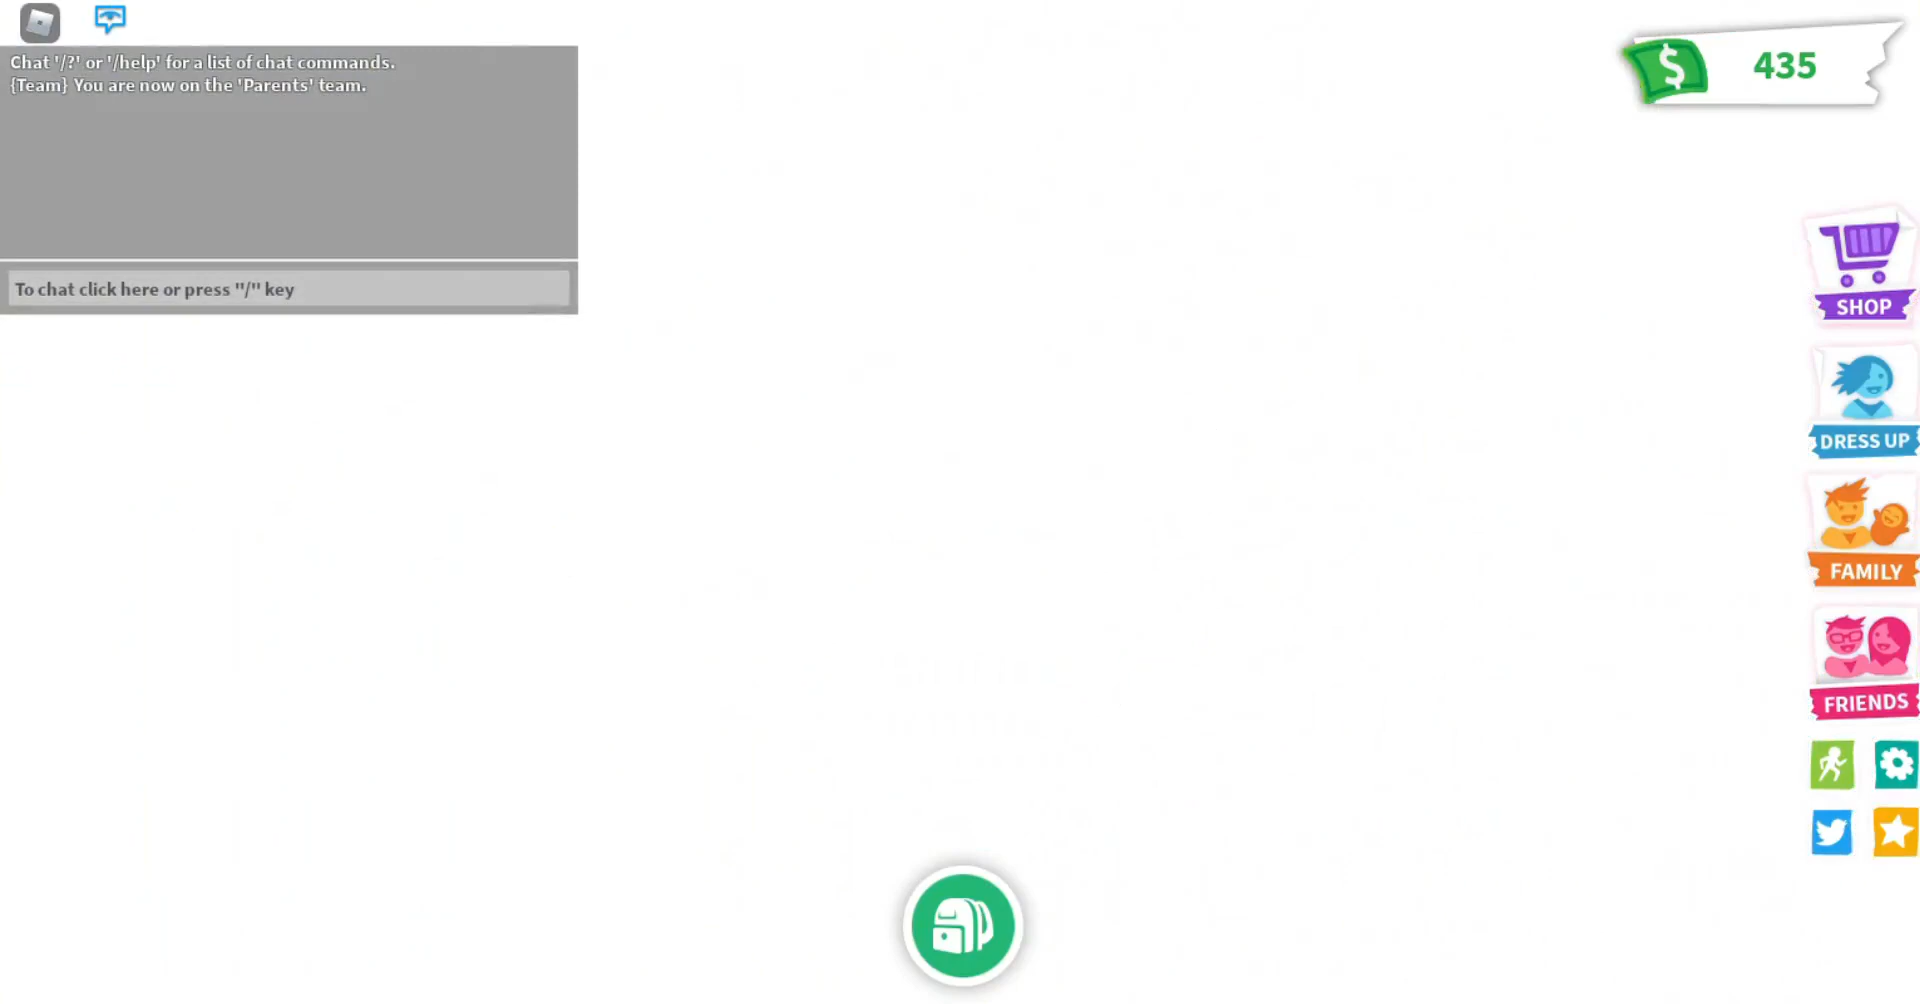 Chat '/?' or '/help' for a list of chat commands.
{Team} You are now on the 'Parents' team.
To chat click here or press "/" key
435
SHOP
DRESS UP
FAMILY
FRIENDS